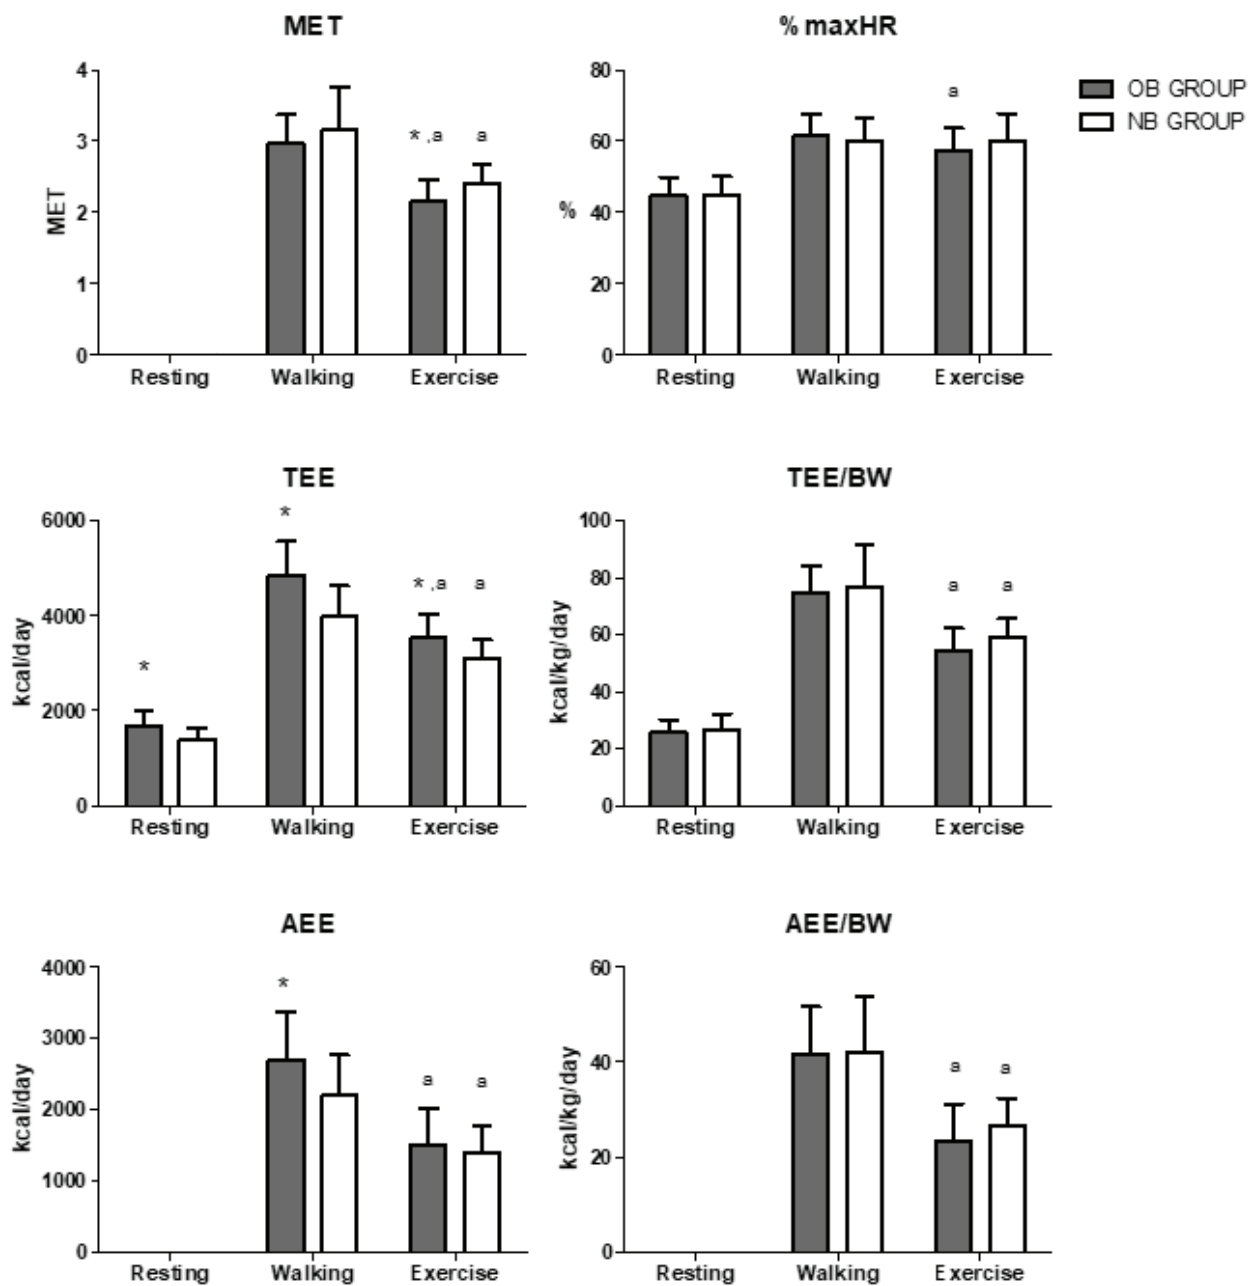 MET
% maxHR
OB GROUP
NB GROUP
MET
4
3
2
1
0
* ,a
a
Resting Walking Exercise
%
80
60
40
20
0
a
Resting Walking Exercise
TEE
TEE/BW
kcal/day
6000
4000
2000
0
*
*
* ,a
a
Resting Walking Exercise
kcal/kg/day
100
80
60
40
20
0
a
a
Resting Walking Exercise
AEE
AEE/BW
kcal/day
4000
3000
2000
1000
0
*
a
a
Resting Walking Exercise
kcal/kg/day
60
40
20
0
a
a
Resting Walking Exercise